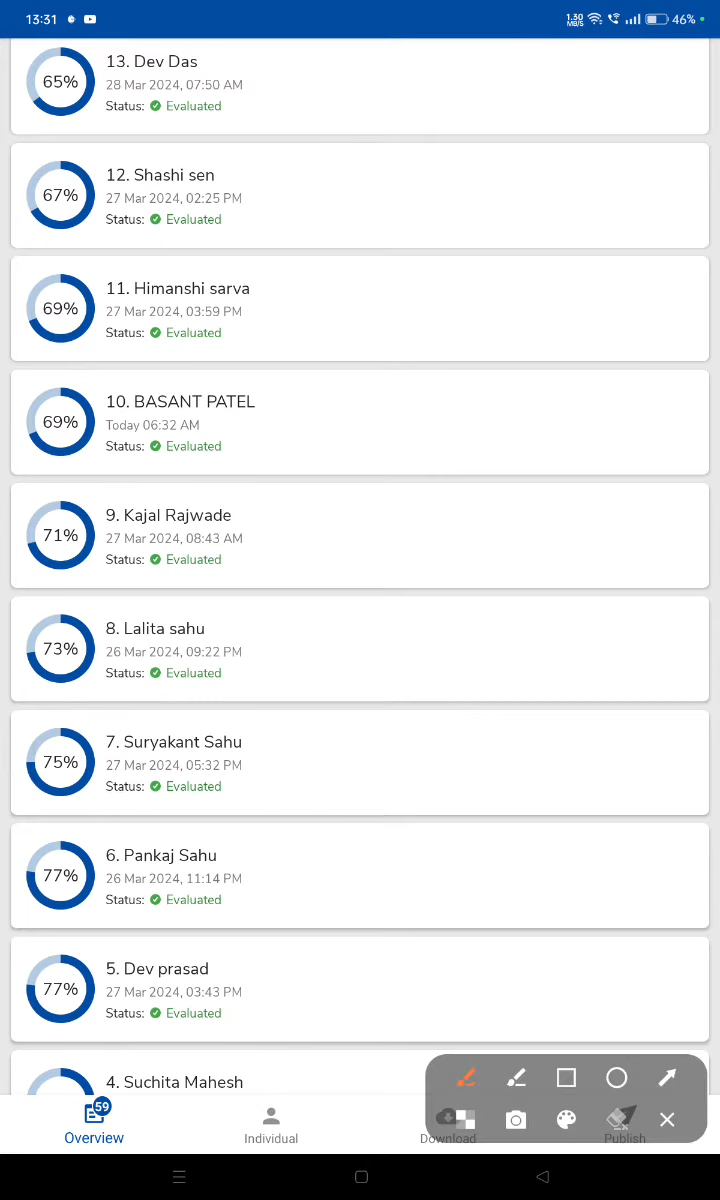 13:31
1.30 MB/S
46%
13. Dev Das
65%
28 Mar 2024, 07:50 AM
Status: Evaluated
12. Shashi sen
67%
27 Mar 2024, 02:25 PM
Status: Evaluated
11. Himanshi sarva
69%
27 Mar 2024, 03:59 PM
Status: Evaluated
10. BASANT PATEL
69%
Today 06:32 AM
Status: Evaluated
9. Kajal Rajwade
71%
27 Mar 2024, 08:43 AM
Status: Evaluated
8. Lalita sahu
73%
26 Mar 2024, 09:22 PM
Status: Evaluated
7. Suryakant Sahu
75%
27 Mar 2024, 05:32 PM
Status: Evaluated
6. Pankaj Sahu
77%
26 Mar 2024, 11:14 PM
Status: Evaluated
5. Dev prasad
77%
27 Mar 2024, 03:43 PM
Status: Evaluated
4. Suchita Mahesh
59
Overview
Individual
Download
Publish